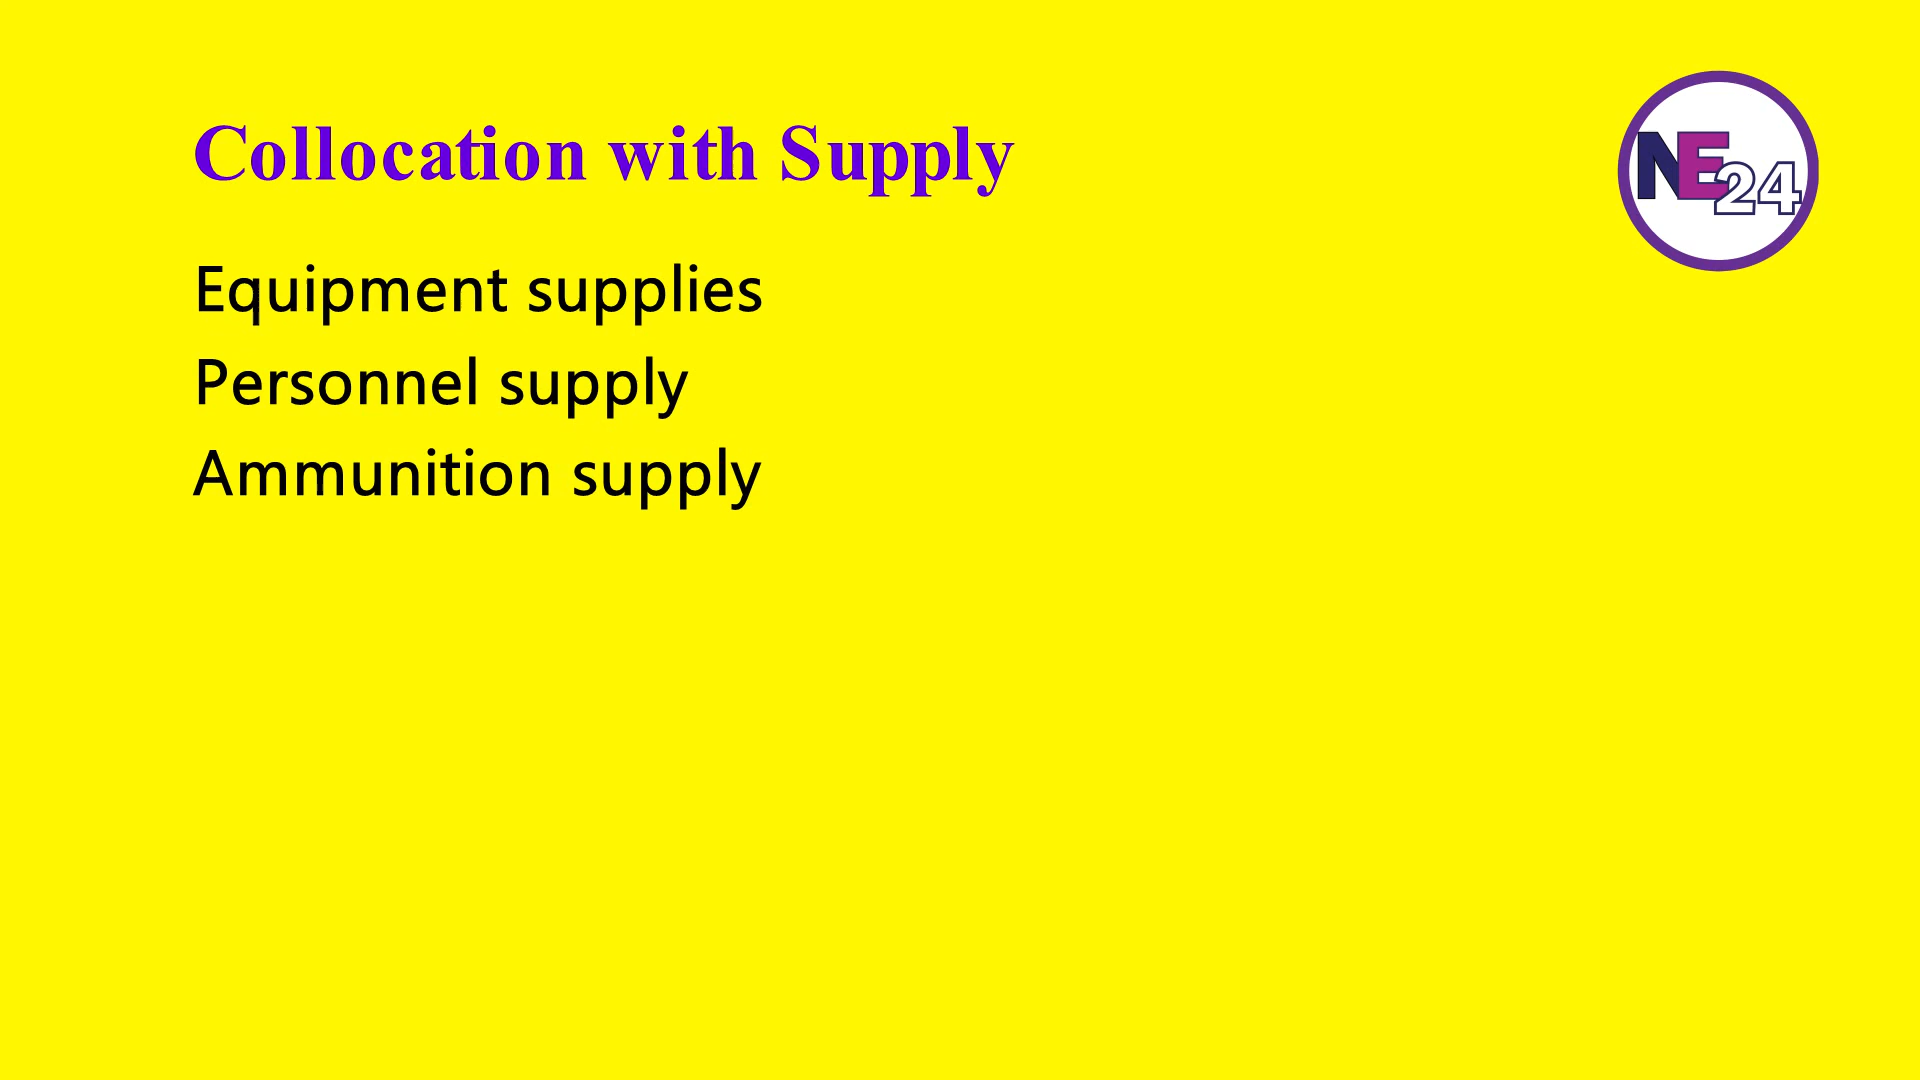 Collocation with Supply
NE24
Equipment supplies
Personnel supply
Ammunition supply